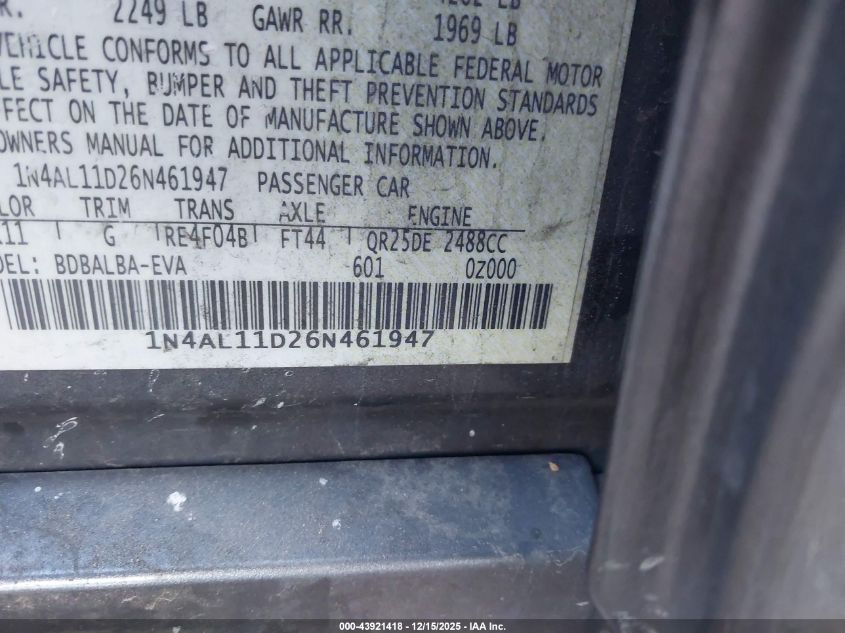 R. 2249 LB GAWR RR. 1969 LB
VEHICLE CONFORMS TO ALL APPLICABLE FEDERAL MOTOR
LE SAFETY, BUMPER AND THEFT PREVENTION STANDARDS
FFECT ON THE DATE OF MANUFACTURE SHOWN ABOVE.
OWNERS MANUAL FOR ADDITIONAL INFORMATION.
1N4AL11D26N461947 PASSENGER CAR
LOR TRIM TRANS AXLE ENGINE
11 G RE4F04B FT44 QR25DE 2488CC
DEL: BDBALBA-EVA 601 0Z000
1N4AL11D26N461947
000-43921418 - 12/15/2025 - IAA Inc.